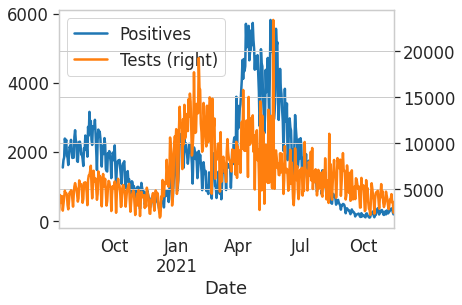 6000
4000
2000
0
Positives
Tests (right)
20000
15000
10000
5000
Oct
Jan
2021
Apr
Jul
Oct
Date